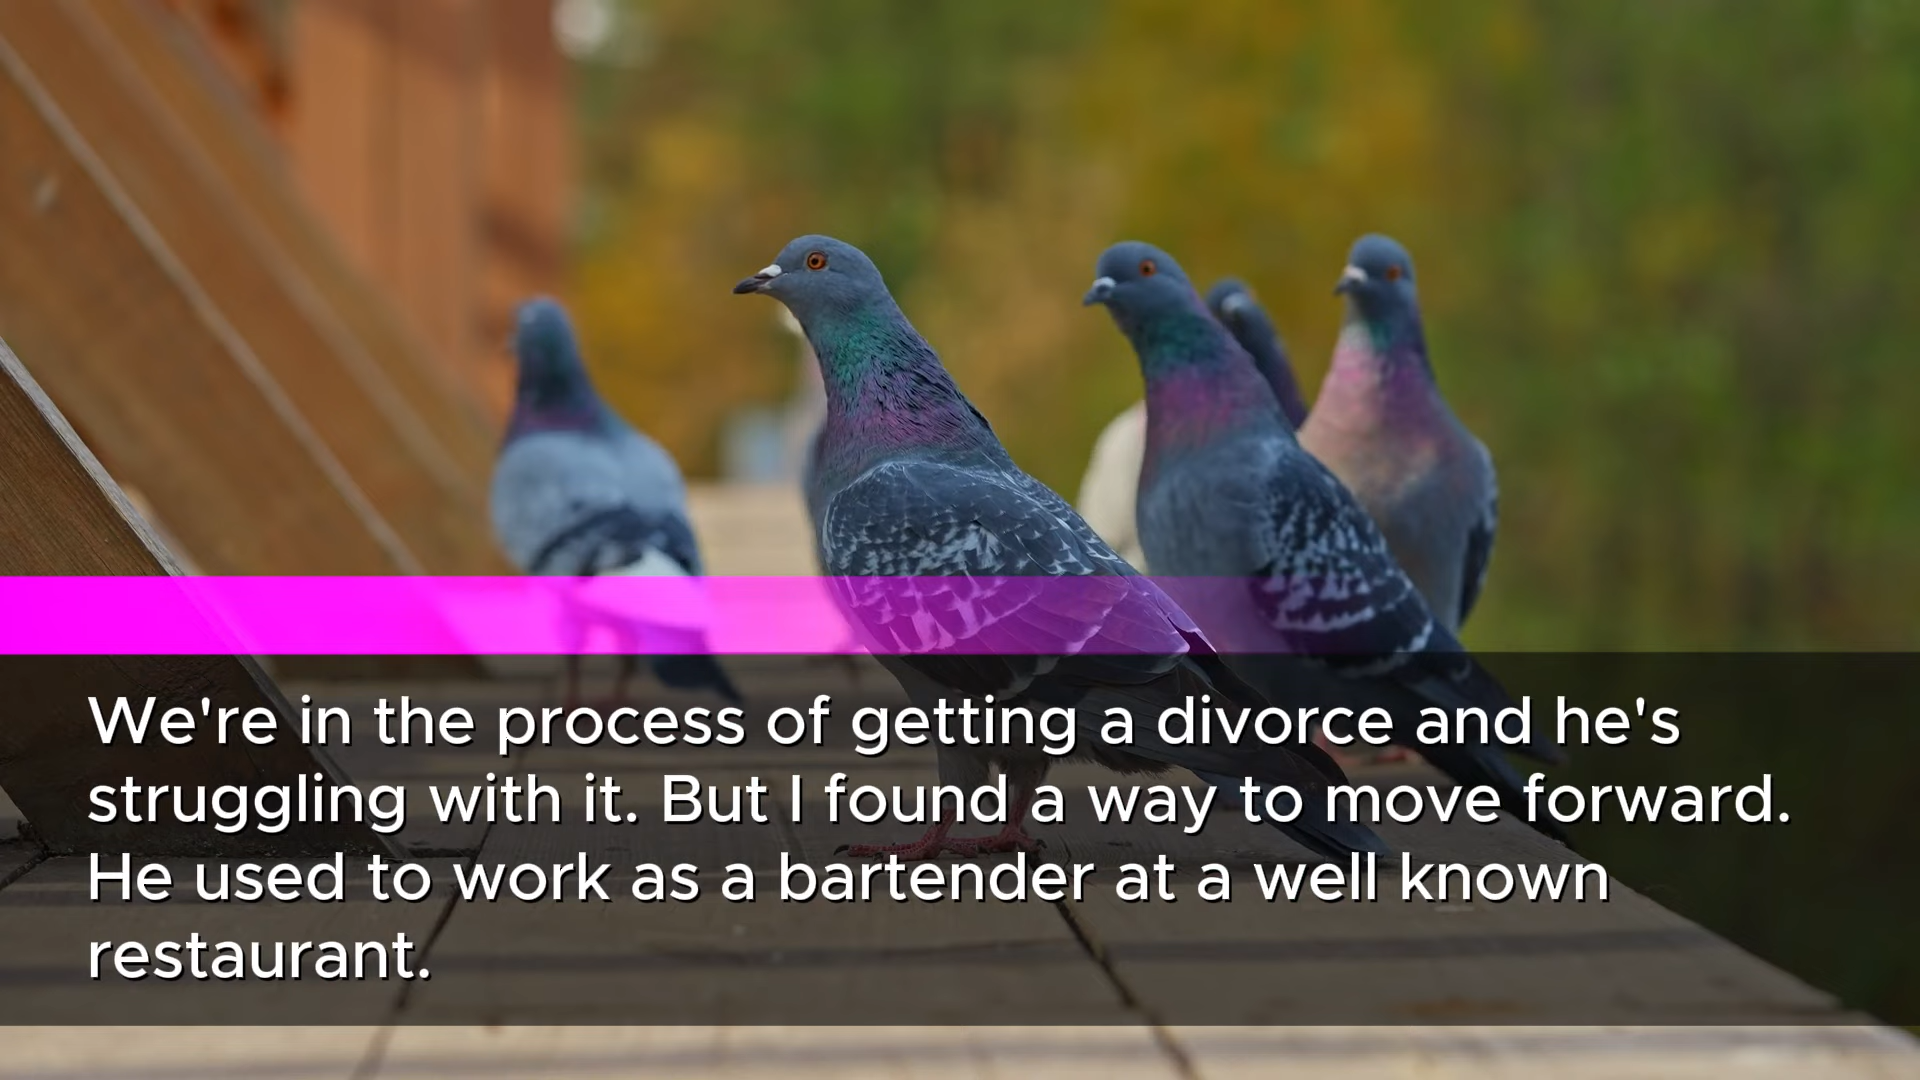 We're in the process of getting a divorce and he's
struggling with it. But I found a way to move forward.
He used to work as a bartender at a well known
restaurant.